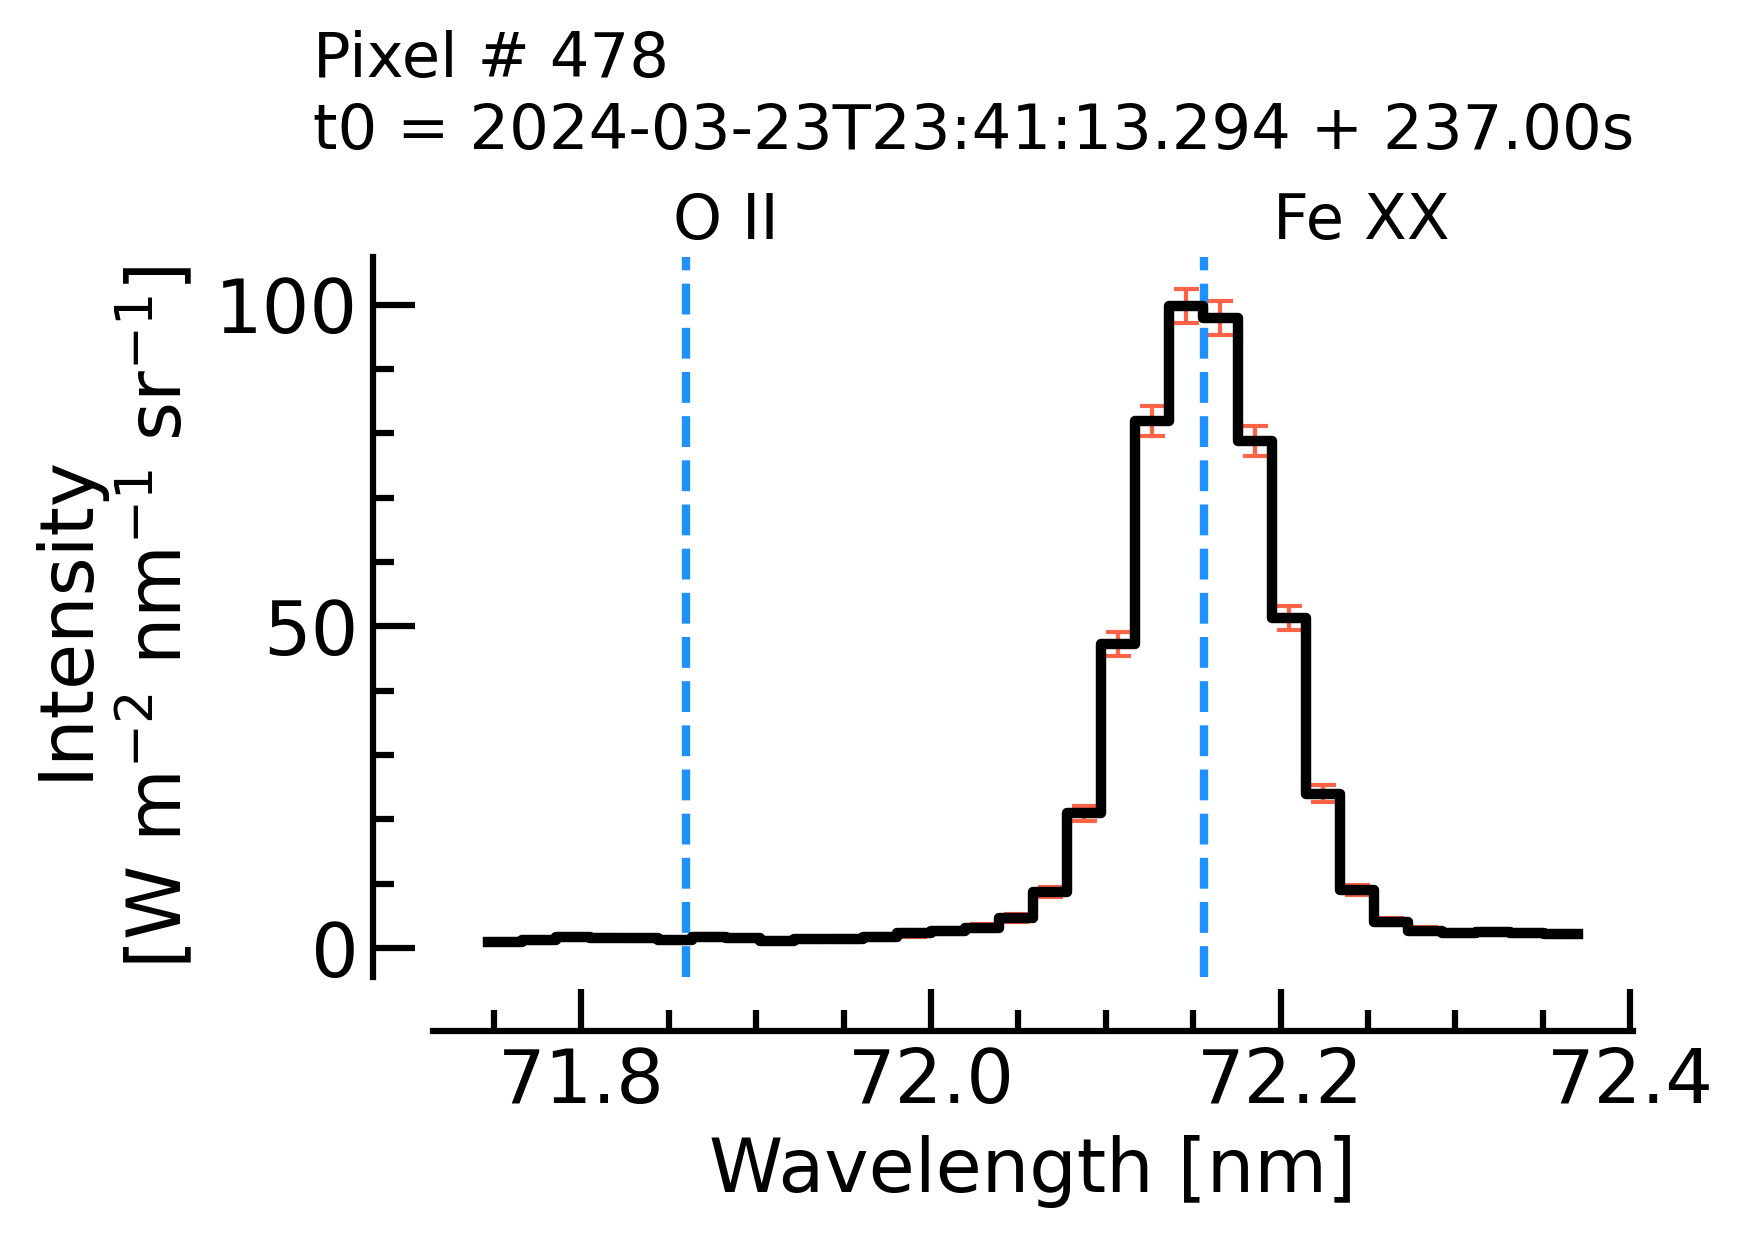 Pixel # 478
t0 = 2024-03-23T23:41:13.294 + 237.00s
O II
Fe XX
Intensity
[W m⁻² nm⁻¹ sr⁻¹]
100
50
0
71.8 72.0 72.2 72.4
Wavelength [nm]